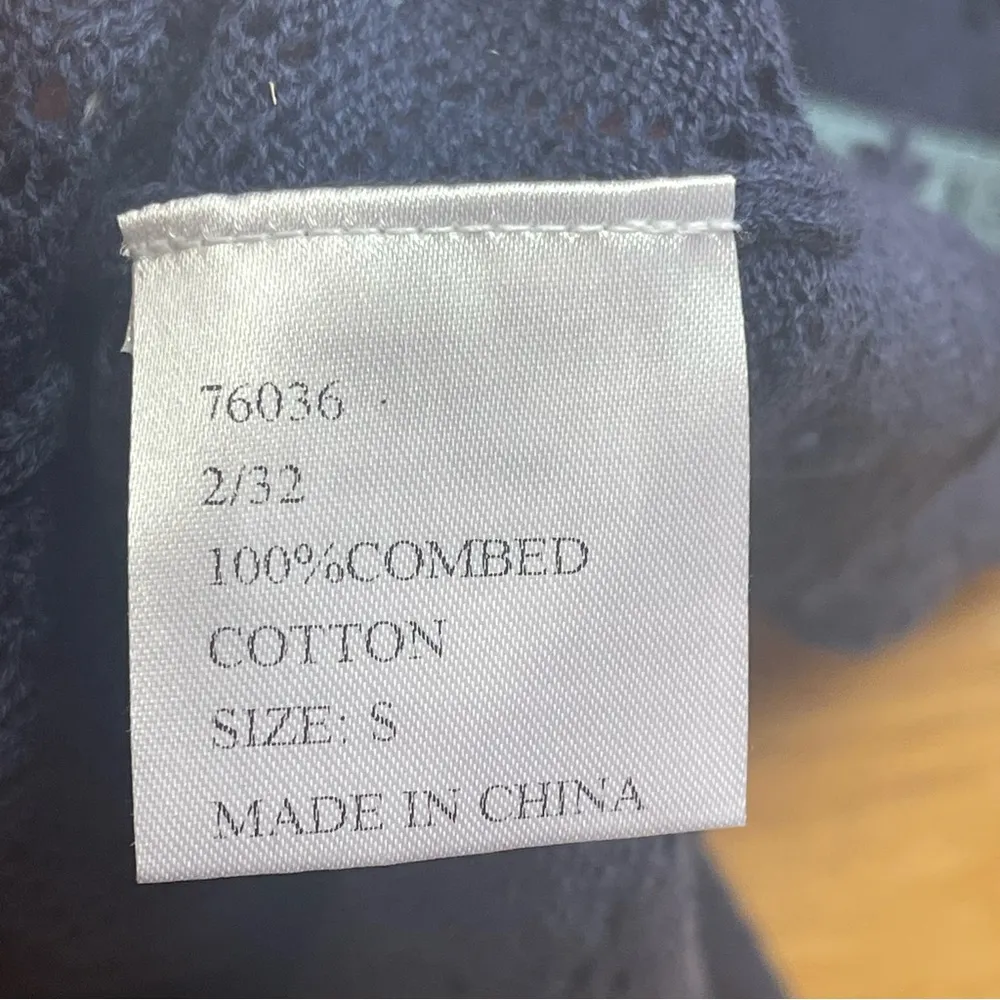 76036
2/32
100%COMBED
COTTON
SIZE: S
MADE IN CHINA